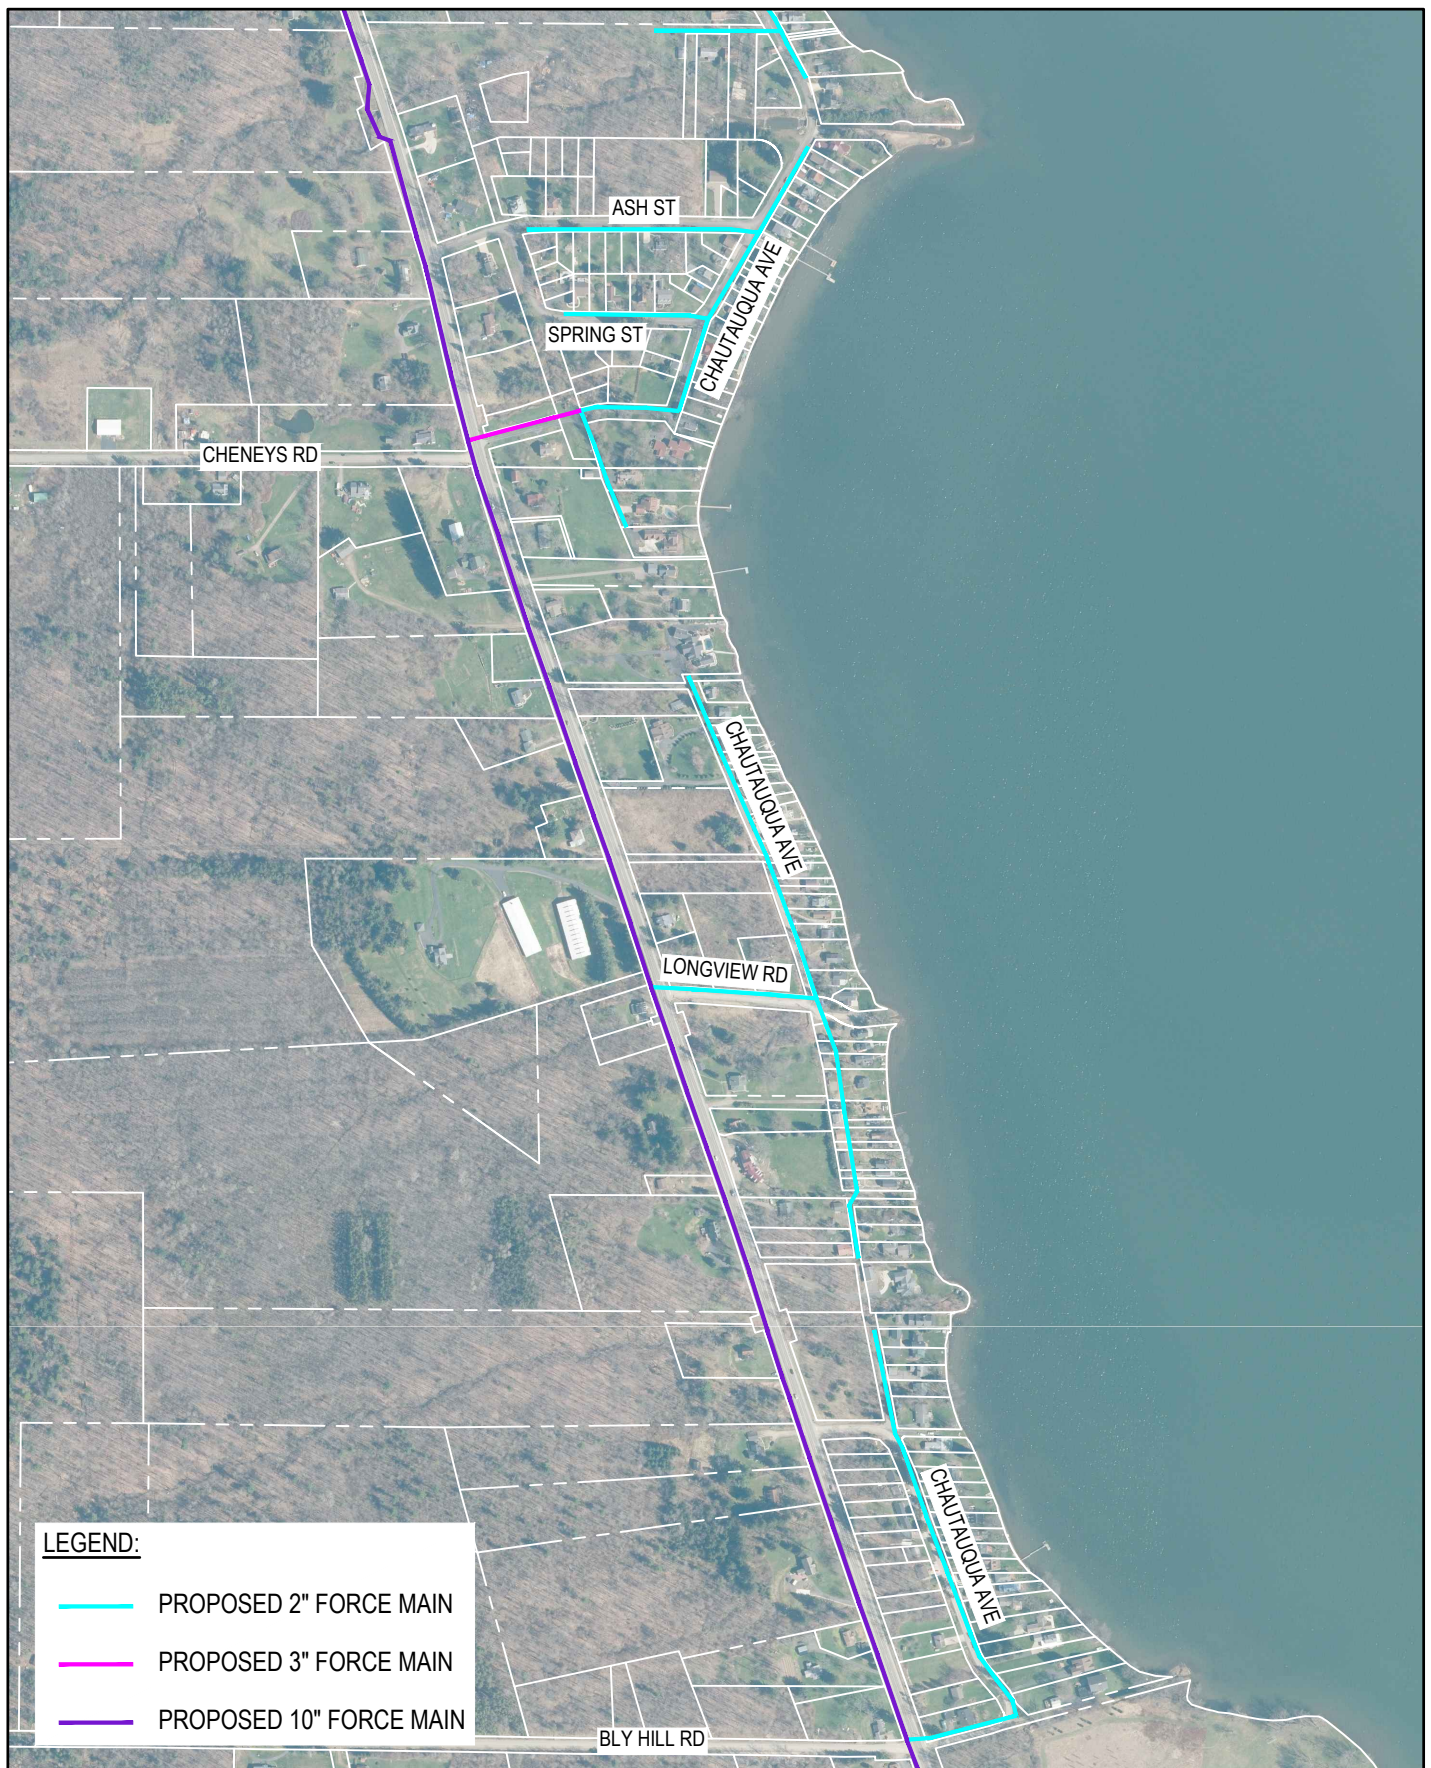 ASH ST
CHAUTAUQUA AVE
SPRING ST
CHENEYS RD
CHAUTAUQUA AVE
LONGVIEW RD
CHAUTAUQUA AVE
LEGEND:
PROPOSED 2" FORCE MAIN
PROPOSED 3" FORCE MAIN
PROPOSED 10" FORCE MAIN
BLY HILL RD